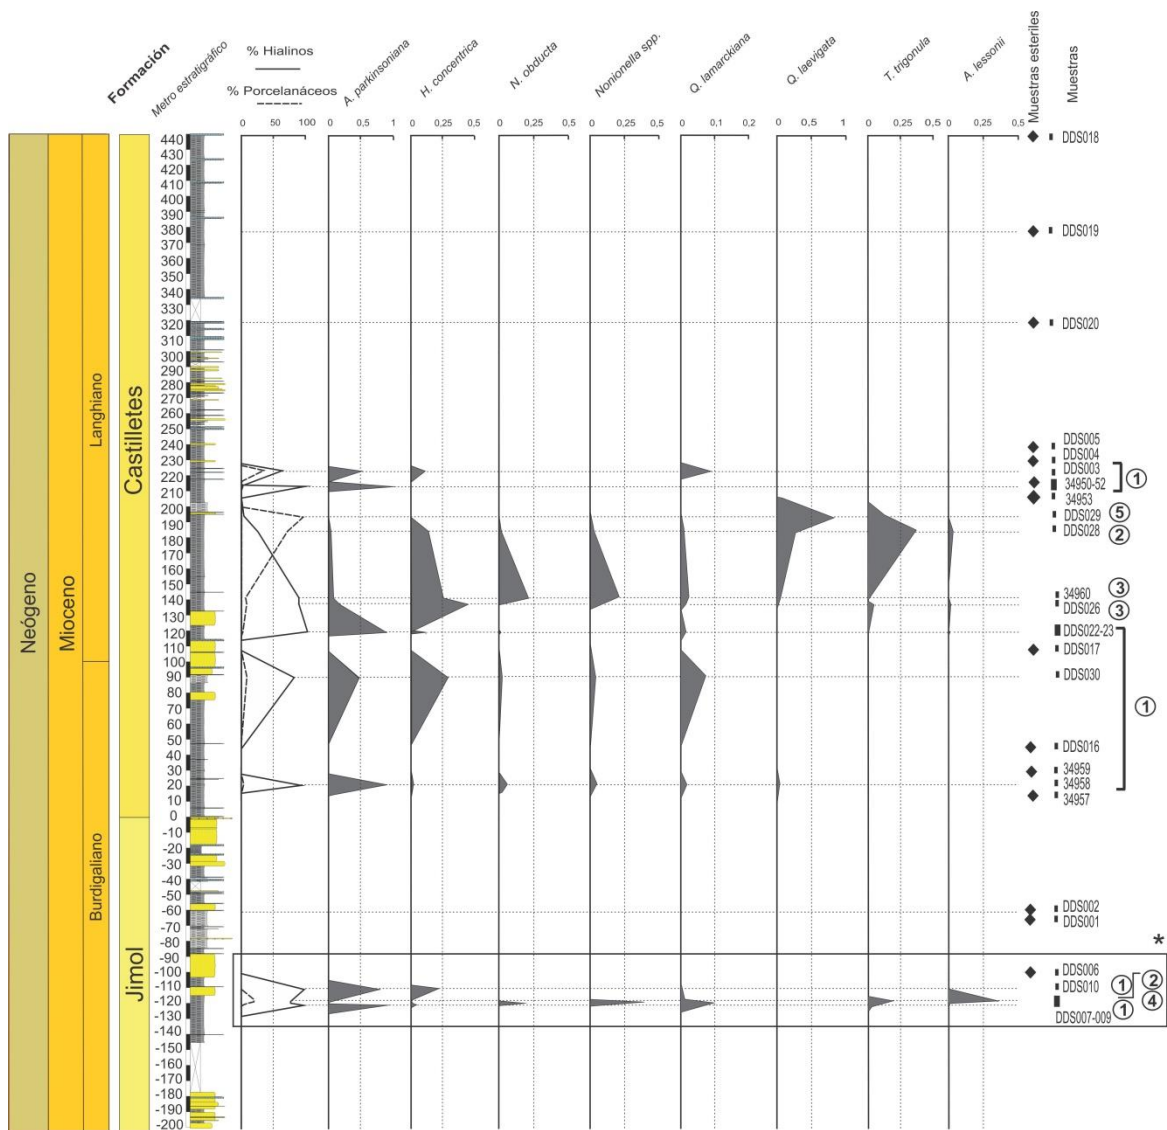 Formación
Metro estratigráfico
% Hialinos
% Porcelanáceos
A. parkinsoniana
H. concentrica
N. obducta
Nonionella spp.
Q. lamarckiana
Q. laevigata
T. trigonula
A. lessonii
Muestras esteriles
Muestras
0 50 100
0 0,5 1
0 0,25 0,5
0 0,25 0,5
0 0,25 0,5
0 0,1 0,2
0 0,5 1
0 0,25 0,5
0 0,25 0,5
Neógeno
Mioceno
Langhiano
Burdigaliano
Castilletes
Jimol
440
430
420
410
400
390
380
370
360
350
340
330
320
310
300
290
280
270
260
250
240
230
220
210
200
190
180
170
160
150
140
130
120
110
100
90
80
70
60
50
40
30
20
10
0
-10
-20
-30
-40
-50
-60
-70
-80
-90
-100
-110
-120
-130
-140
-150
-160
-170
-180
-190
-200
DDS018
DDS019
DDS020
DDS005
DDS004
DDS003
34950-52 1
34953
DDS029 5
DDS028 2
34960 3
DDS026 3
DDS022-23
DDS017
DDS030
1
DDS016
34959
34958
34957
DDS002
DDS001
*
DDS006
DDS010 1 2
1 4
DDS007-009